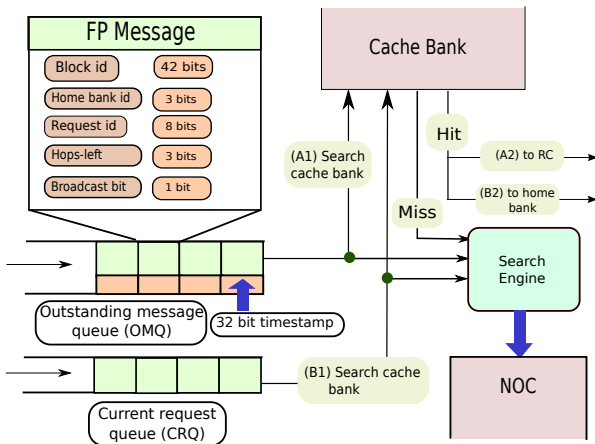 FP Message
Block id
42 bits
Home bank id
3 bits
Request id
8 bits
Hops-left
3 bits
Broadcast bit
1 bit
Cache Bank
Hit
(A1) Search
cache bank
(A2) to RC
(B2) to home
bank
Miss
Search
Engine
Outstanding message
queue (OMQ)
32 bit timestamp
(B1) Search cache
bank
NOC
Current request
queue (CRQ)